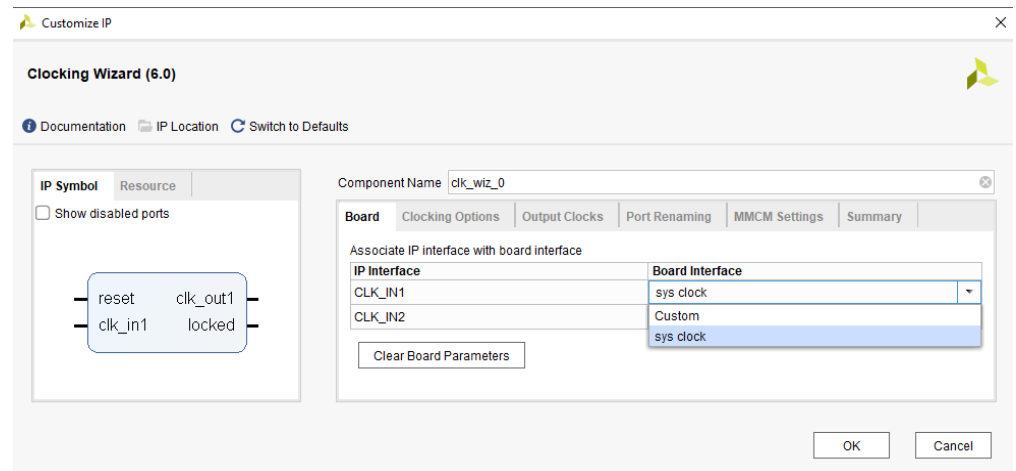 Customize IP
Clocking Wizard (6.0)
Documentation IP Location Switch to Defaults
IP Symbol Resource
Show disabled ports
reset clk_out1
clk_in1 locked
Component Name clk_wiz_0
Board Clocking Options Output Clocks Port Renaming MMCM Settings Summary
Associate IP interface with board interface
IP Interface Board Interface
CLK_IN1 sys clock
CLK_IN2 Custom
sys clock
Clear Board Parameters
OK Cancel